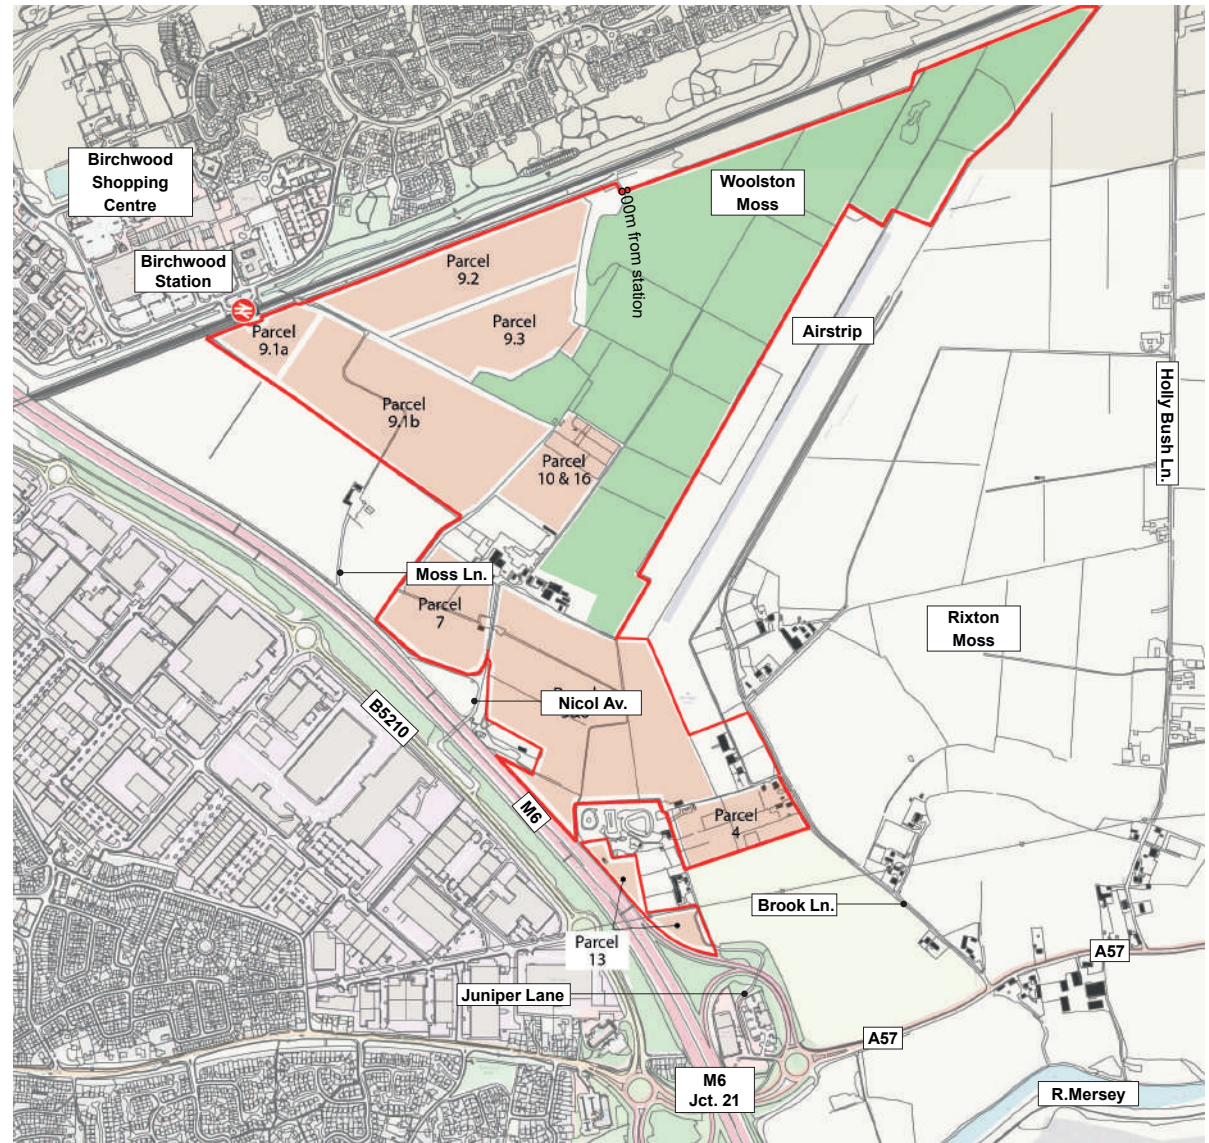 Birchwood
Shopping
Centre
Woolston
Moss
800m from station
Birchwood
Station
Parcel
9.2
Parcel
9.3
Airstrip
Parcel
9.1a
Parcel
9.1b
Holly Bush Ln.
Parcel
10 & 16
Moss Ln.
Parcel
7
Rixton
Moss
Nicol Av.
B5210
M6
Parcel
4
Brook Ln.
Parcel
13
A57
Juniper Lane
A57
M6
Jct. 21
R.Mersey